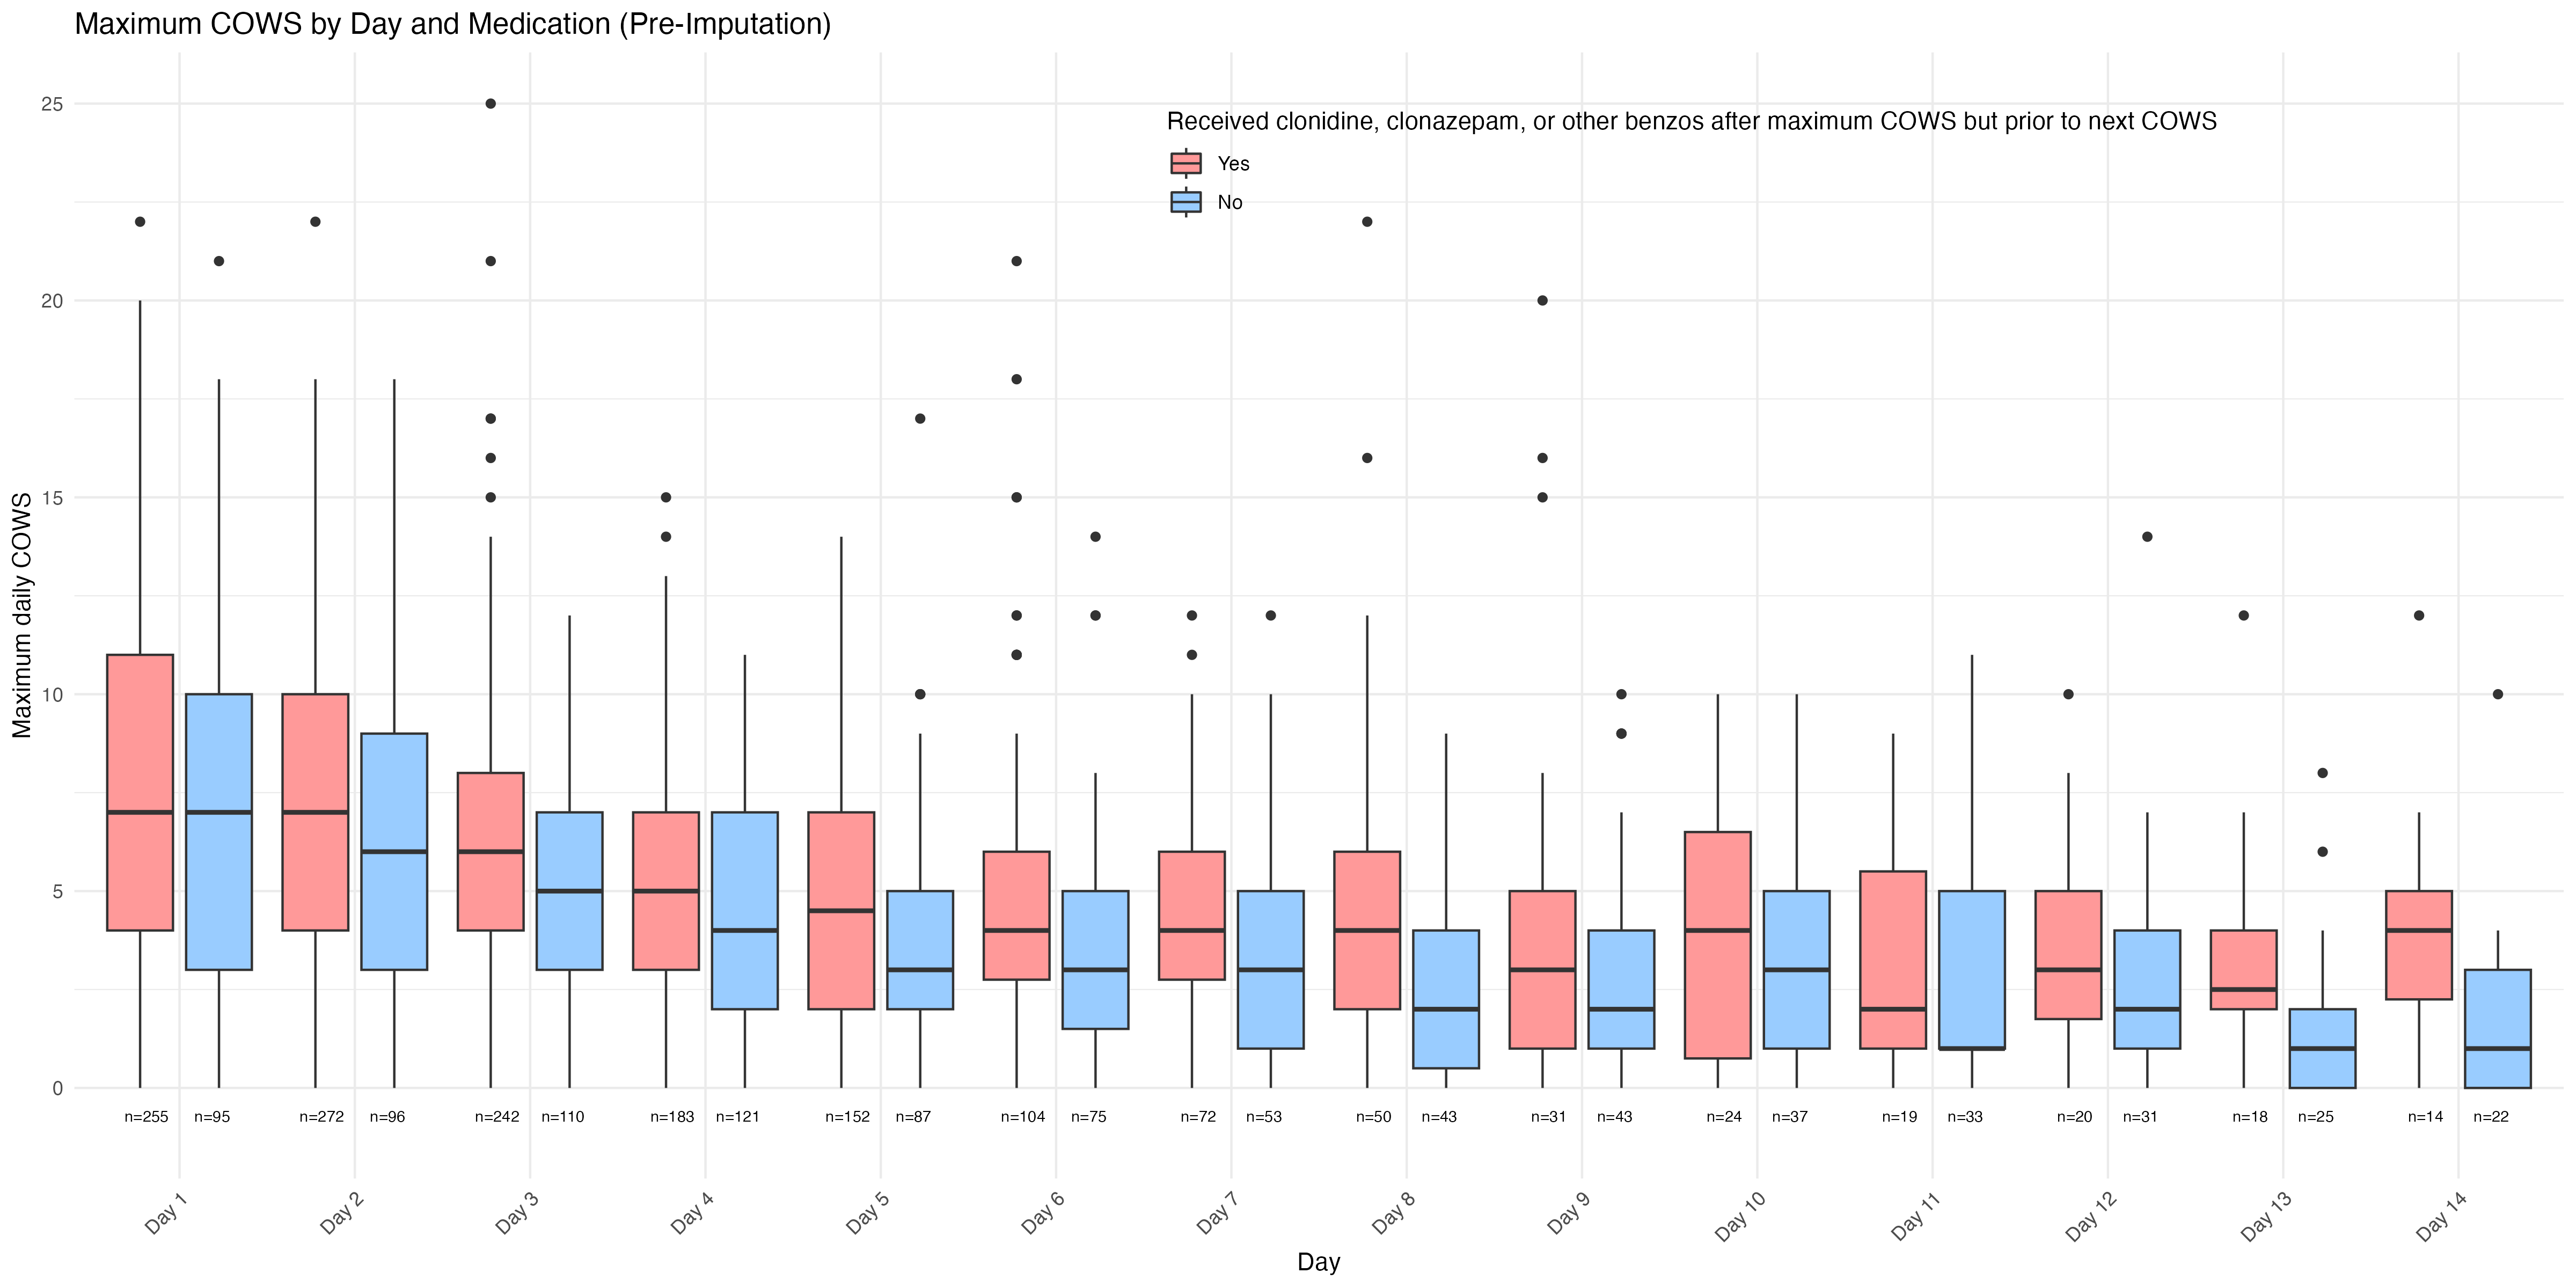 Maximum COWS by Day and Medication (Pre-Imputation)
Received clonidine, clonazepam, or other benzos after maximum COWS but prior to next COWS
Yes
No
Maximum daily COWS
25
20
15
10
5
0
n=255 n=95 n=272 n=96 n=242 n=110 n=183 n=121 n=152 n=87 n=104 n=75 n=72 n=53 n=50 n=43 n=31 n=43 n=24 n=37 n=19 n=33 n=20 n=31 n=18 n=25 n=14 n=22
Day 1 Day 2 Day 3 Day 4 Day 5 Day 6 Day 7 Day 8 Day 9 Day 10 Day 11 Day 12 Day 13 Day 14
Day